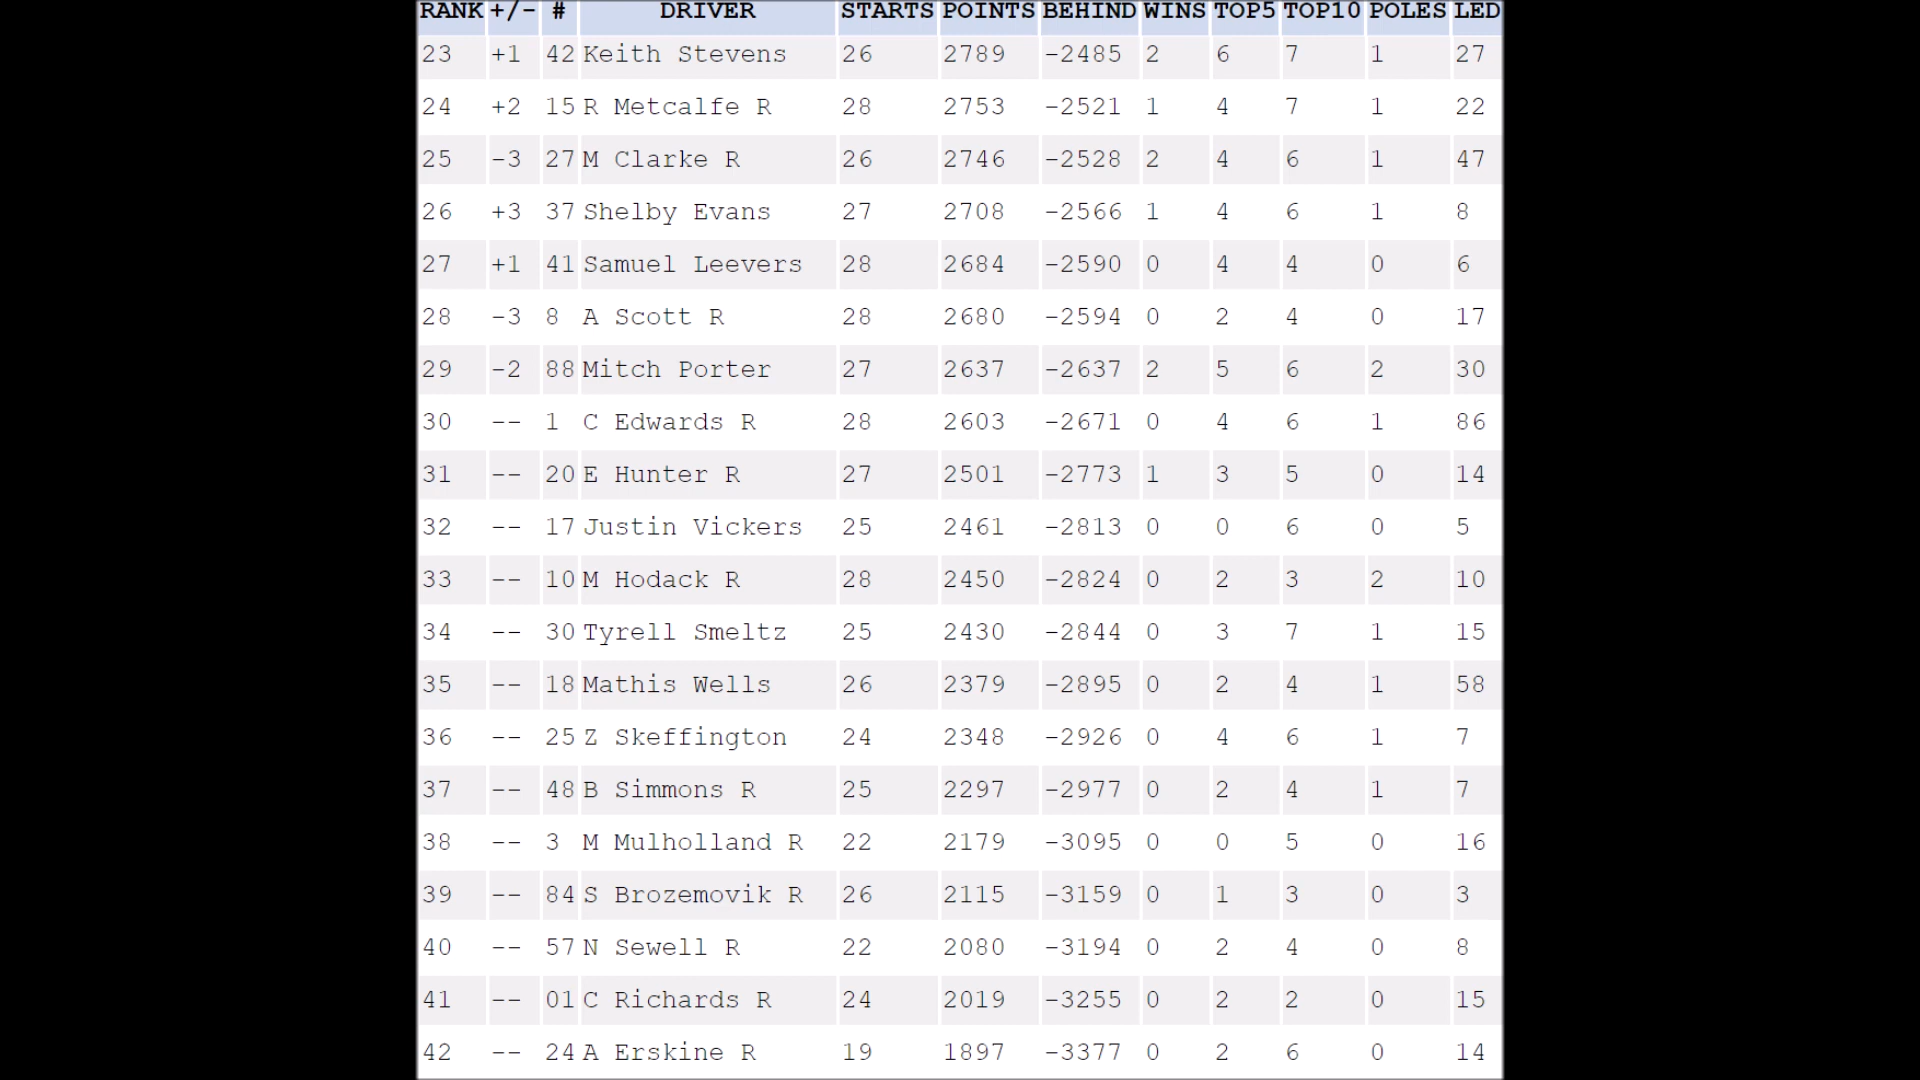 RANK +/- # DRIVER STARTS POINTS BEHIND WINS TOP5 TOP10 POLES LED
23 +1 42 Keith Stevens 26 2789 -2485 2 6 7 1 27
24 +2 15 R Metcalfe R 28 2753 -2521 1 4 7 1 22
25 -3 27 M Clarke R 26 2746 -2528 2 4 6 1 47
26 +3 37 Shelby Evans 27 2708 -2566 1 4 6 1 8
27 +1 41 Samuel Leevers 28 2684 -2590 0 4 4 0 6
28 -3 8 A Scott R 28 2680 -2594 0 2 4 0 17
29 -2 88 Mitch Porter 27 2637 -2637 2 5 6 2 30
30 -- 1 C Edwards R 28 2603 -2671 0 4 6 1 86
31 -- 20 E Hunter R 27 2501 -2773 1 3 5 0 14
32 -- 17 Justin Vickers 25 2461 -2813 0 0 6 0 5
33 -- 10 M Hodack R 28 2450 -2824 0 2 3 2 10
34 -- 30 Tyrell Smeltz 25 2430 -2844 0 3 7 1 15
35 -- 18 Mathis Wells 26 2379 -2895 0 2 4 1 58
36 -- 25 Z Skeffington 24 2348 -2926 0 4 6 1 7
37 -- 48 B Simmons R 25 2297 -2977 0 2 4 1 7
38 -- 3 M Mulholland R 22 2179 -3095 0 0 5 0 16
39 -- 84 S Brozemovik R 26 2115 -3159 0 1 3 0 3
40 -- 57 N Sewell R 22 2080 -3194 0 2 4 0 8
41 -- 01 C Richards R 24 2019 -3255 0 2 2 0 15
42 -- 24 A Erskine R 19 1897 -3377 0 2 6 0 14